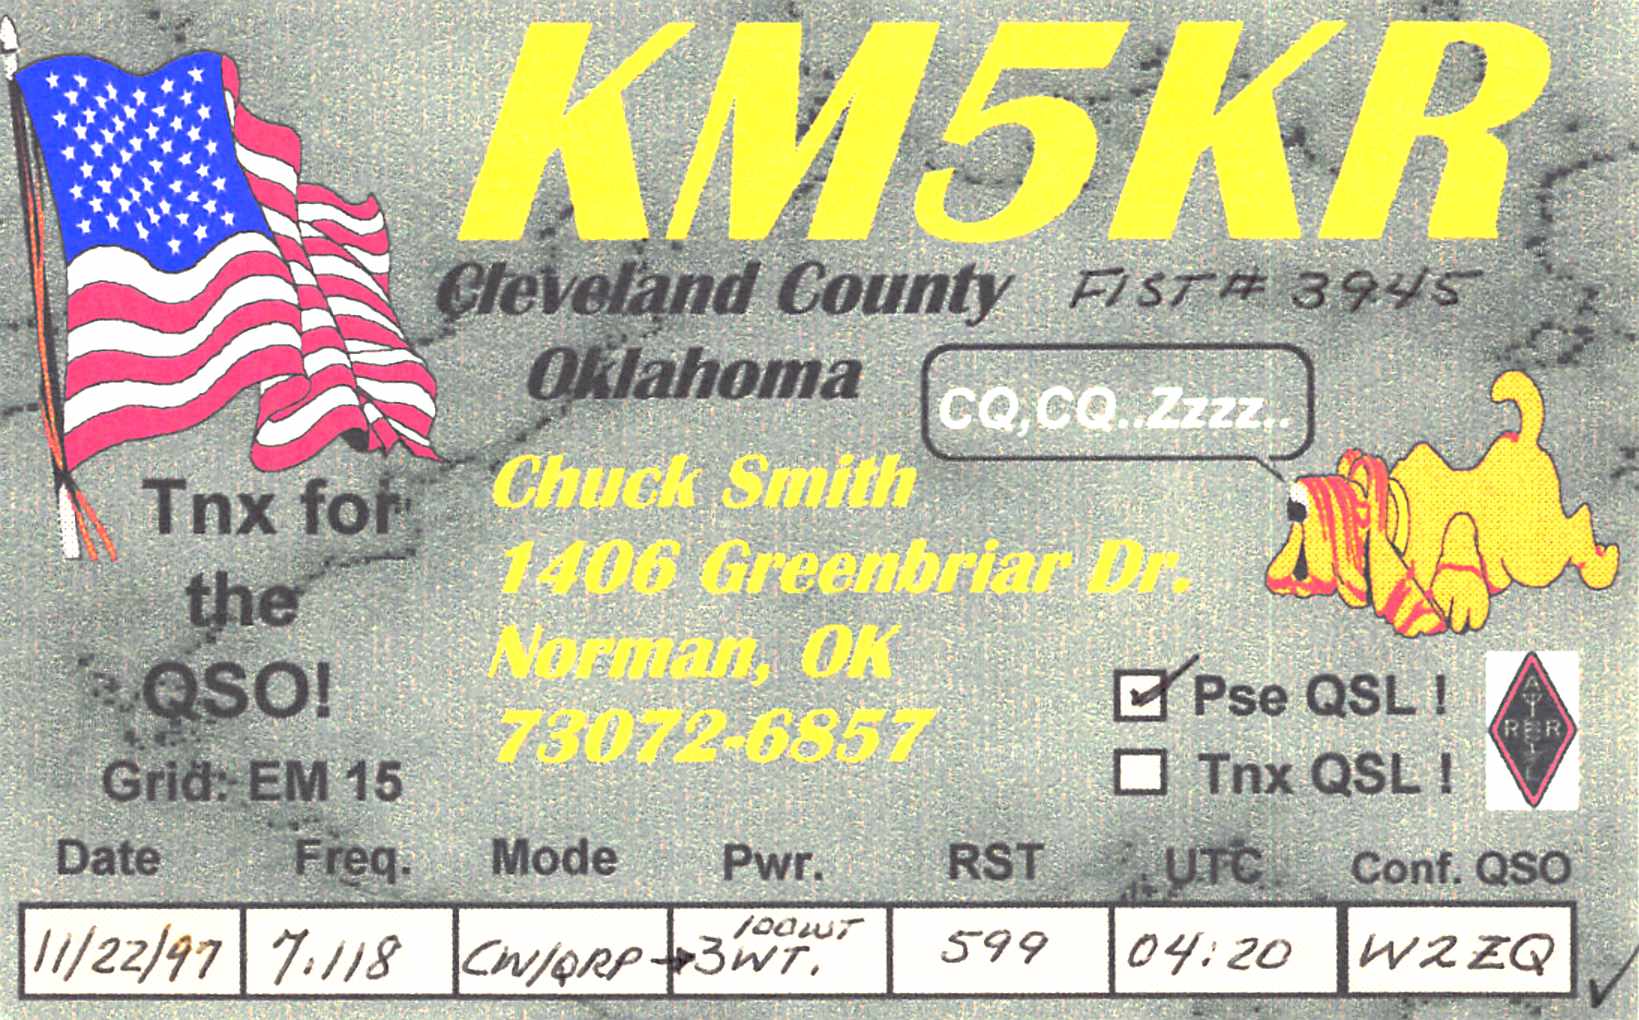 KM5KR
Cleveland County FIST# 3945
Oklahoma
CQ,CQ..Zzzz..
Tnx for
the
QSO!
Grid: EM 15
Chuck Smith
1406 Greenbriar Dr.
Norman, OK
73072-6857
Pse QSL !
Tnx QSL !
Date Freq. Mode Pwr. RST UTC Conf. QSO
100WT
11/22/97 7.118 CW/QRP → 3WT. 599 04:20 W2ZQ